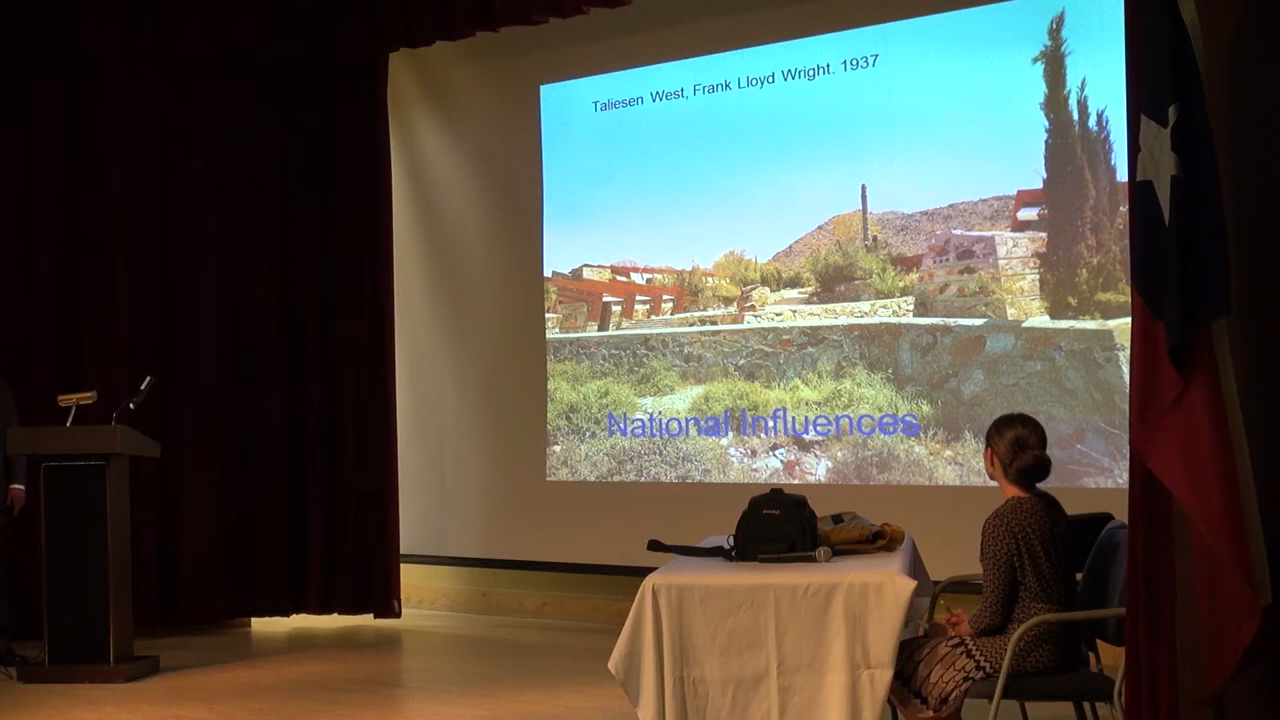 Taliesen West, Frank Lloyd Wright. 1937
National Influences